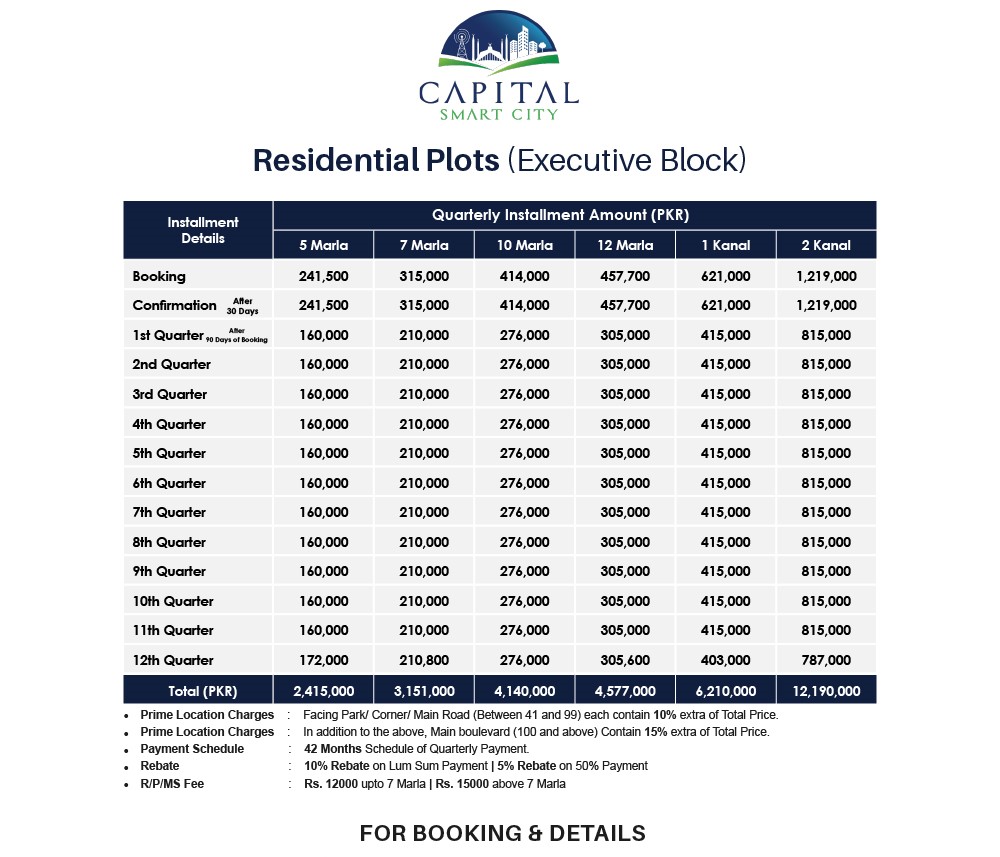 CAPITAL
SMART CITY
Residential Plots (Executive Block)
Installment Details Quarterly Installment Amount (PKR)
5 Marla 7 Marla 10 Marla 12 Marla 1 Kanal 2 Kanal
Booking 241,500 315,000 414,000 457,700 621,000 1,219,000
Confirmation After 30 Days 241,500 315,000 414,000 457,700 621,000 1,219,000
1st Quarter After 90 Days of Booking 160,000 210,000 276,000 305,000 415,000 815,000
2nd Quarter 160,000 210,000 276,000 305,000 415,000 815,000
3rd Quarter 160,000 210,000 276,000 305,000 415,000 815,000
4th Quarter 160,000 210,000 276,000 305,000 415,000 815,000
5th Quarter 160,000 210,000 276,000 305,000 415,000 815,000
6th Quarter 160,000 210,000 276,000 305,000 415,000 815,000
7th Quarter 160,000 210,000 276,000 305,000 415,000 815,000
8th Quarter 160,000 210,000 276,000 305,000 415,000 815,000
9th Quarter 160,000 210,000 276,000 305,000 415,000 815,000
10th Quarter 160,000 210,000 276,000 305,000 415,000 815,000
11th Quarter 160,000 210,000 276,000 305,000 415,000 815,000
12th Quarter 172,000 210,800 276,000 305,600 403,000 787,000
Total (PKR) 2,415,000 3,151,000 4,140,000 4,577,000 6,210,000 12,190,000
• Prime Location Charges : Facing Park/ Corner/ Main Road (Between 41 and 99) each contain 10% extra of Total Price.
• Prime Location Charges : In addition to the above, Main boulevard (100 and above) Contain 15% extra of Total Price.
• Payment Schedule : 42 Months Schedule of Quarterly Payment.
• Rebate : 10% Rebate on Lum Sum Payment | 5% Rebate on 50% Payment
• R/P/MS Fee : Rs. 12000 upto 7 Marla | Rs. 15000 above 7 Marla
FOR BOOKING & DETAILS